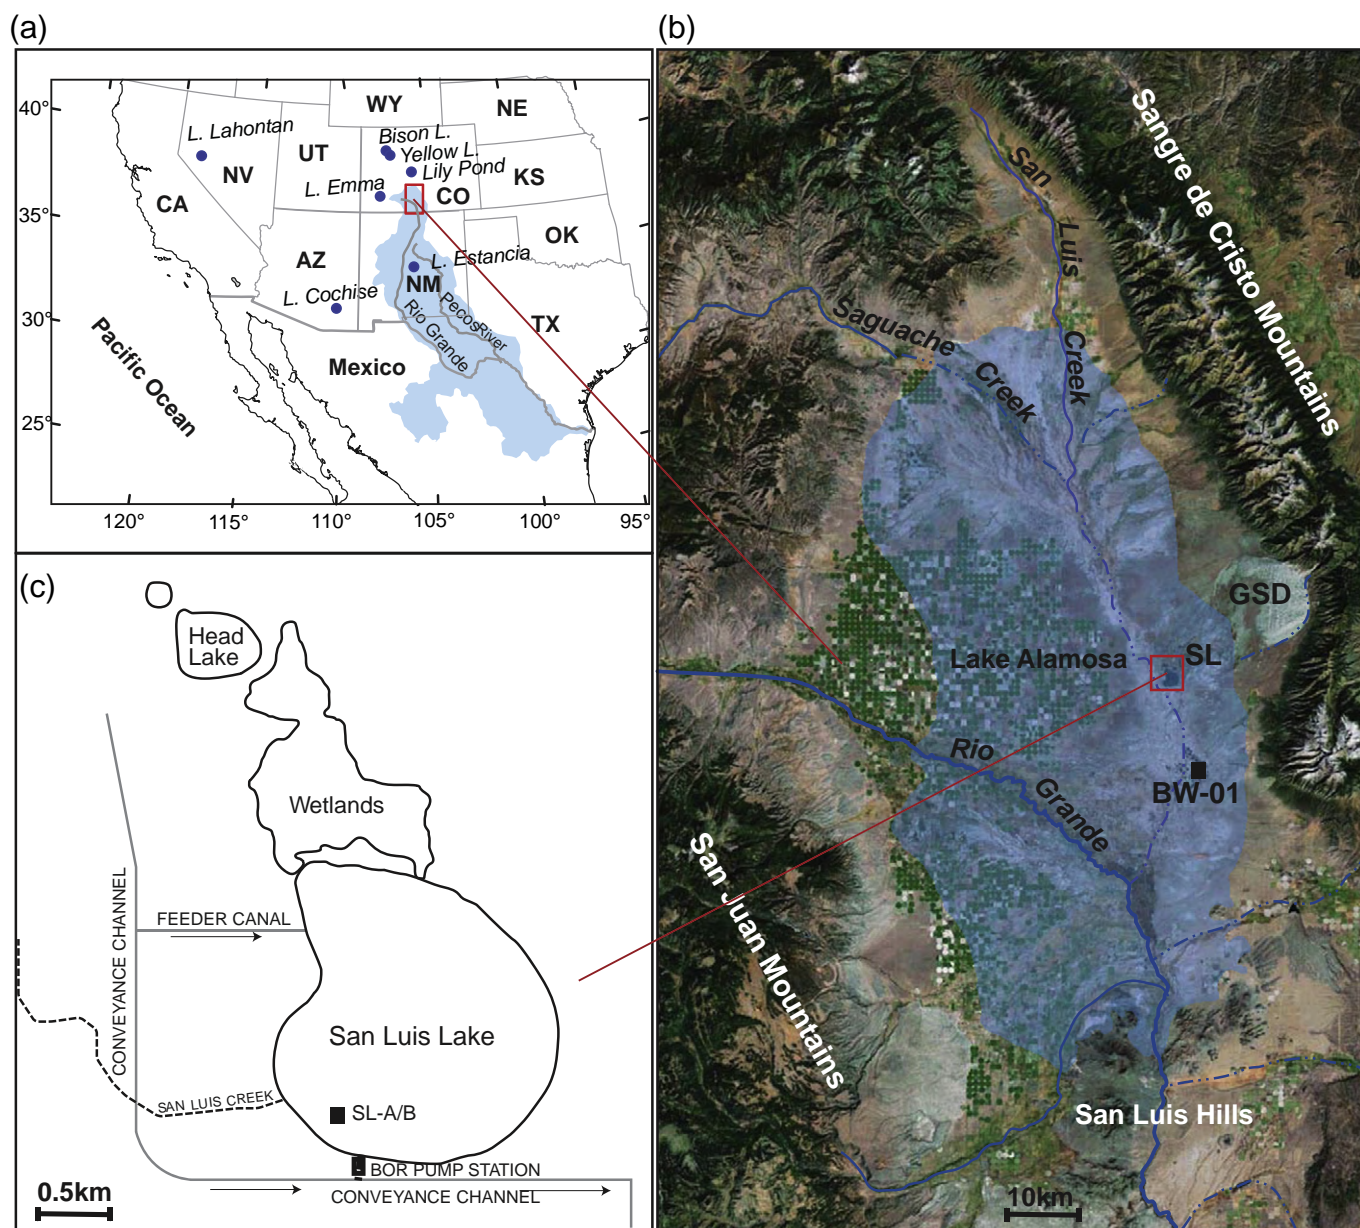 (a)
40°
35°
30°
25°
120°
115°
110°
105°
100°
95°
WY
NE
L. Lahontan
Bison L.
UT
Yellow L.
NV
Lily Pond
KS
L. Emma
CO
CA
OK
AZ
L. Estancia
NM
L. Cochise
Pecos River
Rio Grande
TX
Mexico
Pacific Ocean
(b)
Sangre de Cristo Mountains
San Luis Creek
Saguache Creek
GSD
Lake Alamosa
SL
Rio Grande
BW-01
San Juan Mountains
San Luis Hills
10km
(c)
Head
Lake
Wetlands
CONVEYANCE CHANNEL
FEEDER CANAL
San Luis Lake
SAN LUIS CREEK
SL-A/B
BOR PUMP STATION
CONVEYANCE CHANNEL
0.5km